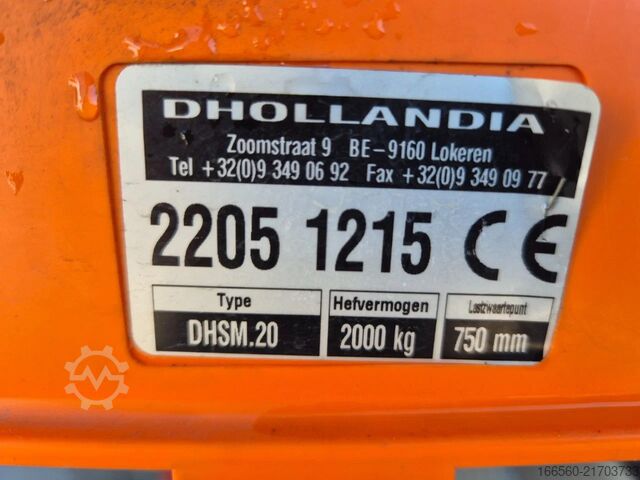 DHOLLANDIA
Zoomstraat 9 BE-9160 Lokeren
Tel +32(0)9 349 06 92 Fax +32(0)9 349 09 77
2205 1215 CE
Type Hefvermogen Lastzwaartepunt
DHSM.20 2000 kg 750 mm
166560-21703733